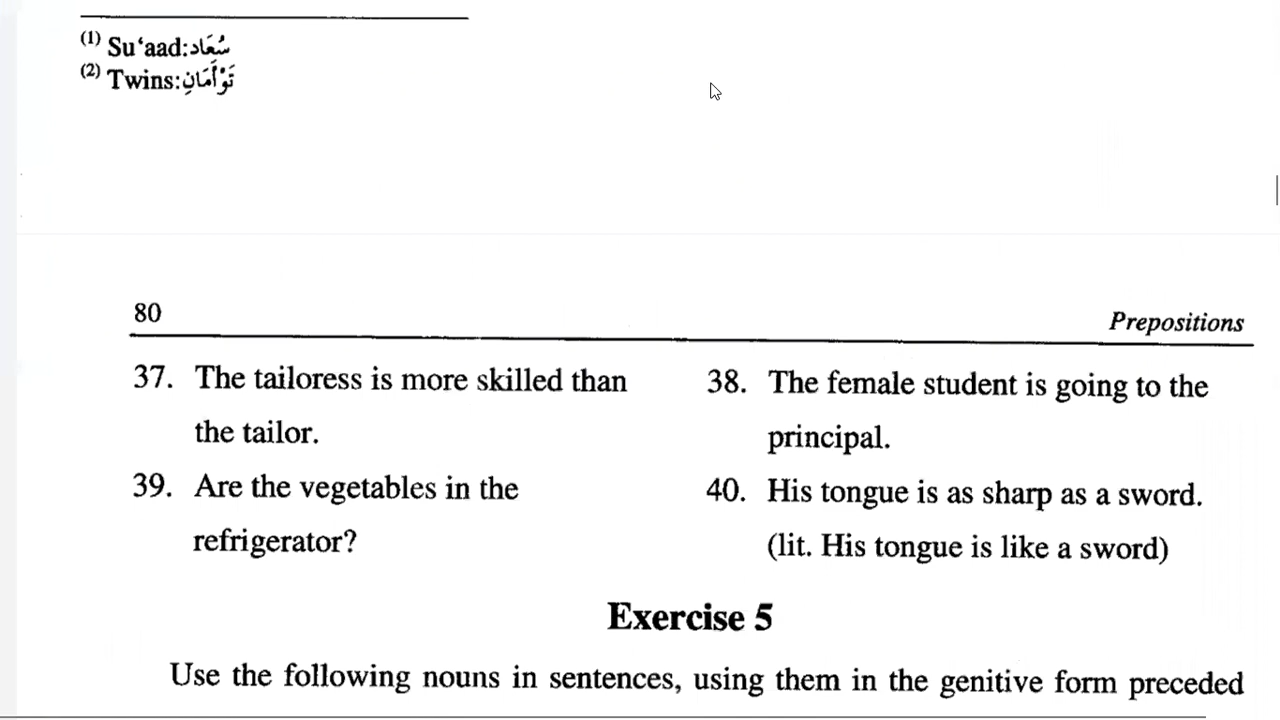 (1) Su‘aad:سُعَاد
(2) Twins:تَوْأَمَانِ
80
Prepositions
37. The tailoress is more skilled than
the tailor.
38. The female student is going to the
principal.
39. Are the vegetables in the
refrigerator?
40. His tongue is as sharp as a sword.
(lit. His tongue is like a sword)
Exercise 5
Use the following nouns in sentences, using them in the genitive form preceded